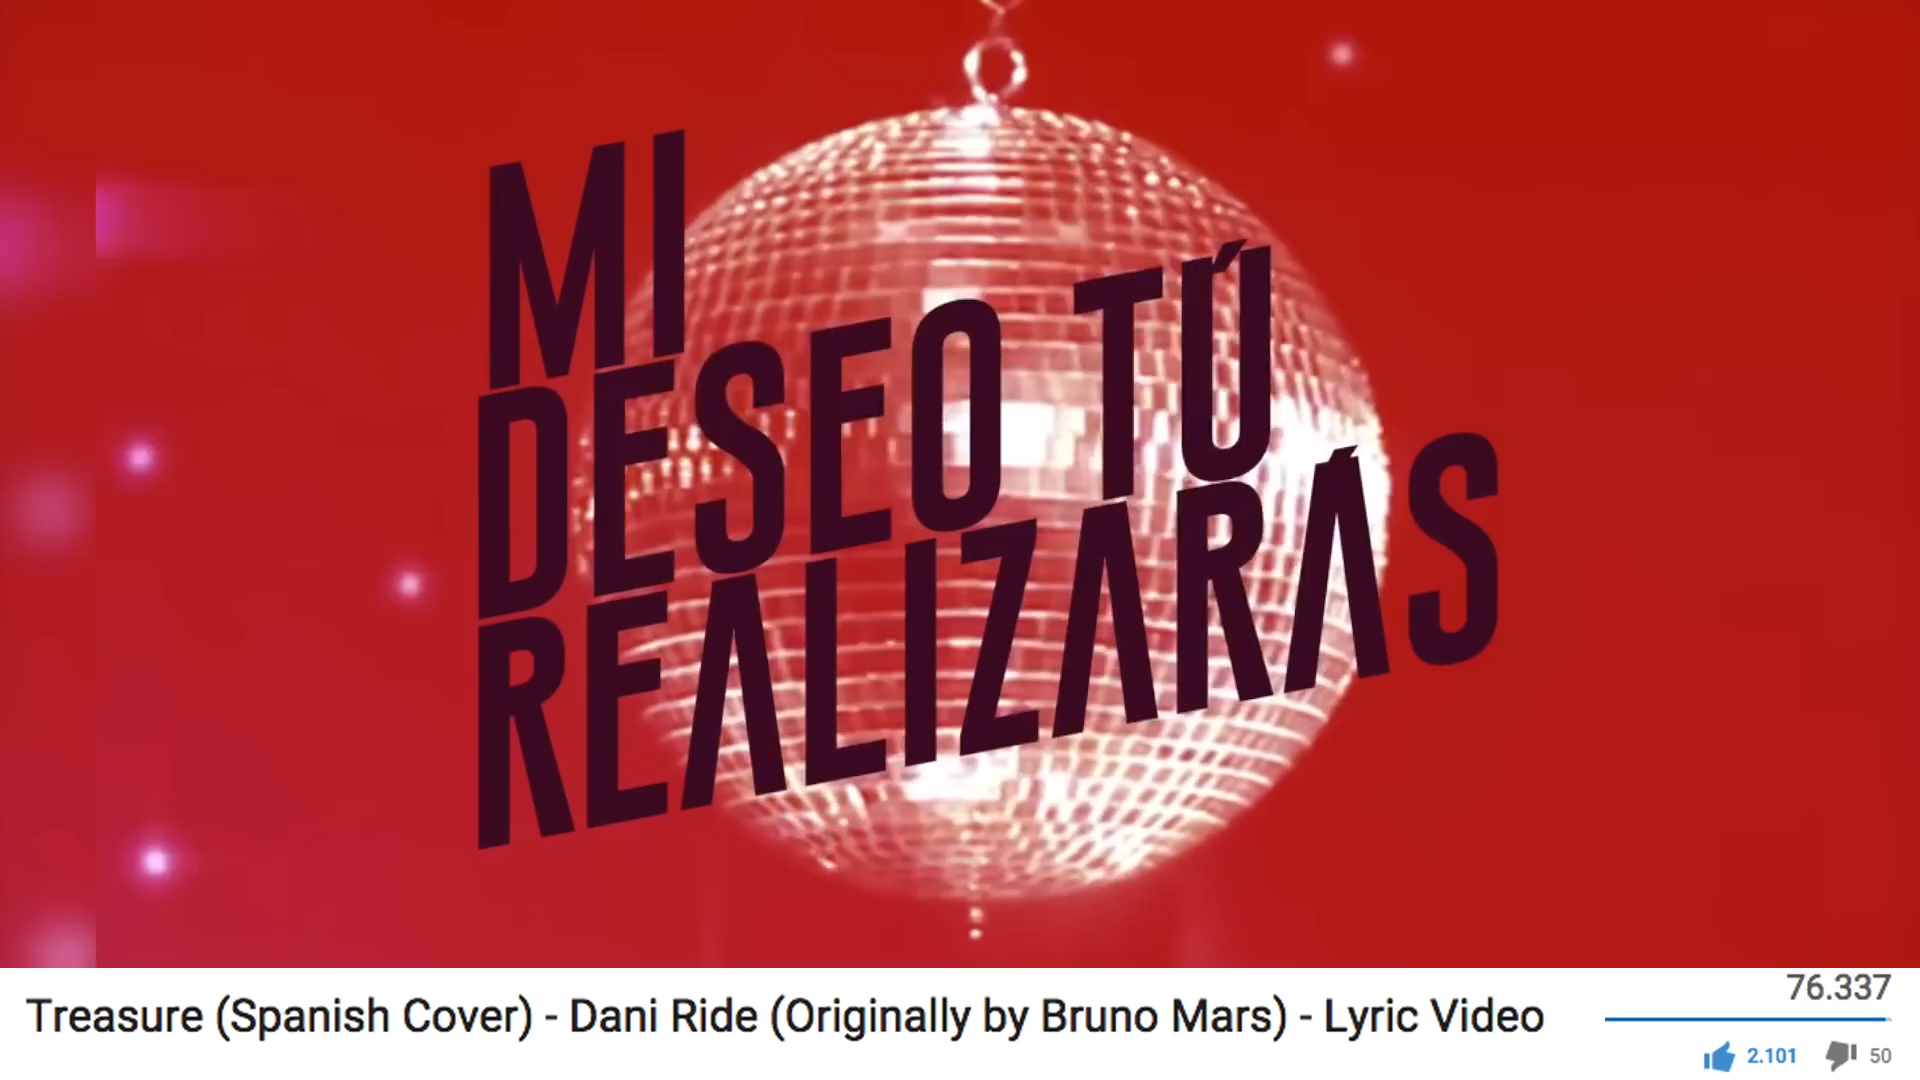 MI
DESEO TÚ
REALIZARÁS
Treasure (Spanish Cover) - Dani Ride (Originally by Bruno Mars) - Lyric Video
76.337
2.101 50